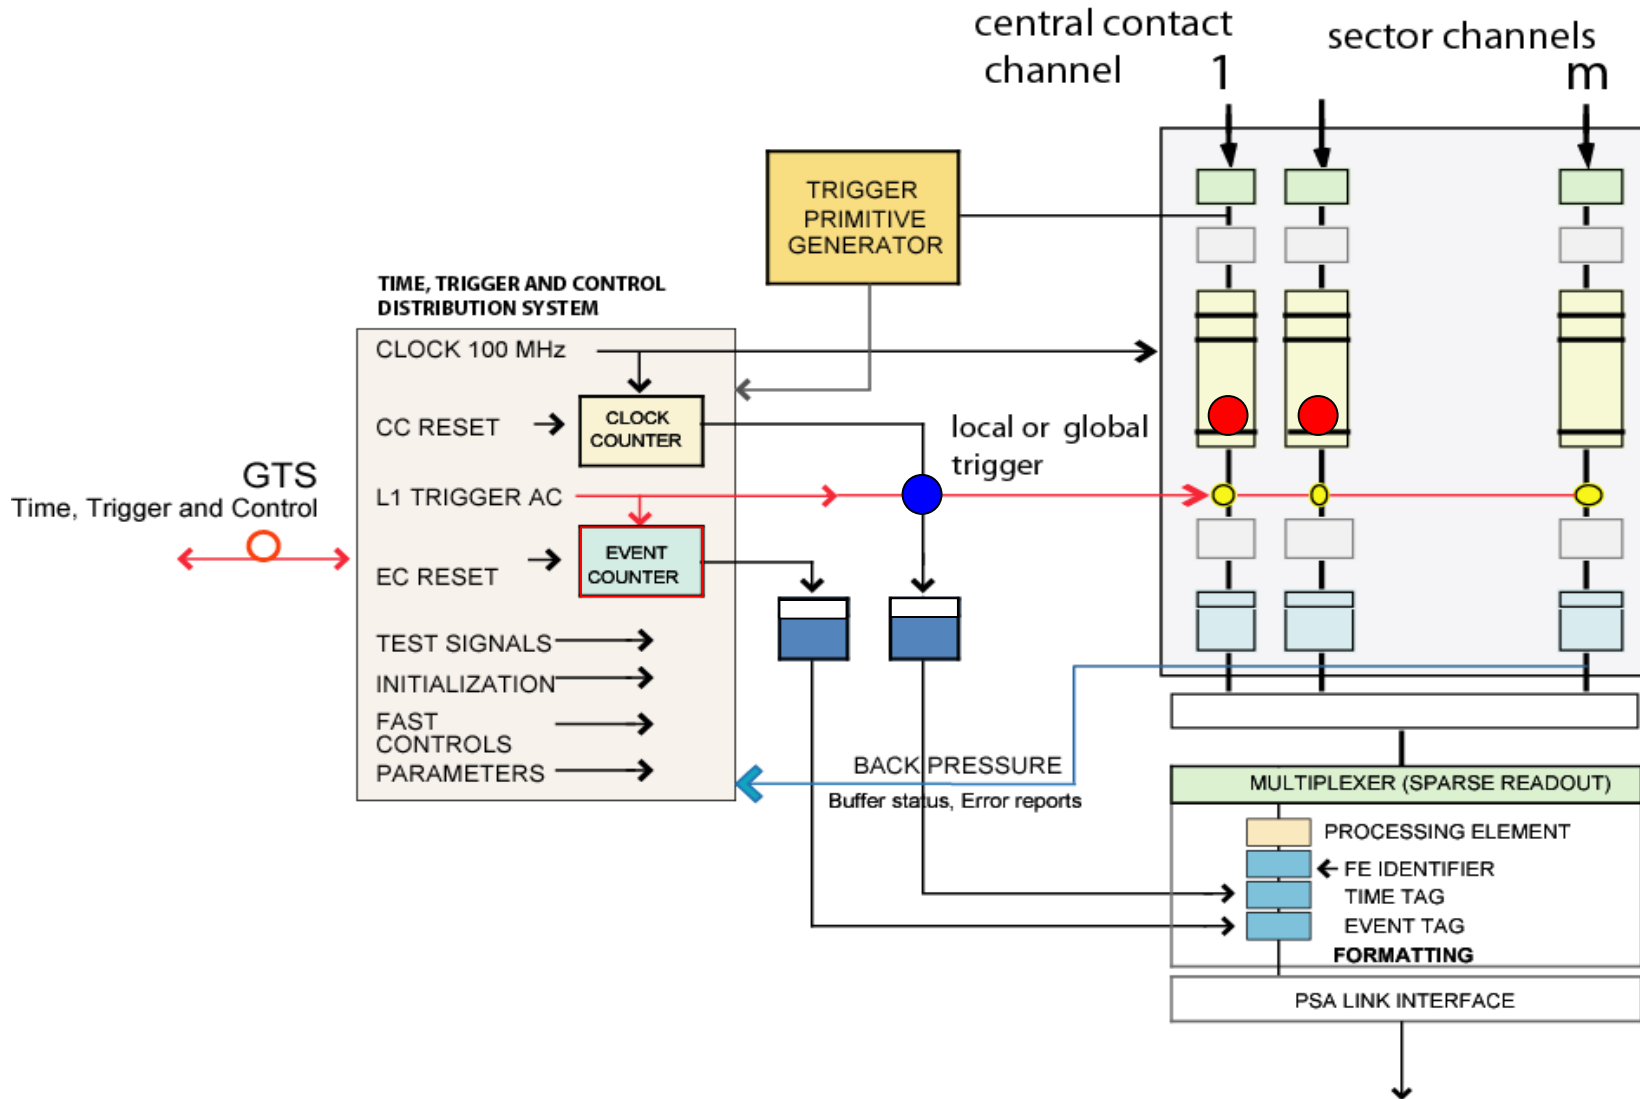 central contact
channel
1
sector channels
m
TRIGGER
PRIMITIVE
GENERATOR
TIME, TRIGGER AND CONTROL
DISTRIBUTION SYSTEM
CLOCK 100 MHz
CC RESET
CLOCK
COUNTER
local or global
trigger
GTS
Time, Trigger and Control
L1 TRIGGER AC
EC RESET
EVENT
COUNTER
TEST SIGNALS
INITIALIZATION
FAST
CONTROLS
PARAMETERS
BACK PRESSURE
Buffer status, Error reports
MULTIPLEXER (SPARSE READOUT)
PROCESSING ELEMENT
FE IDENTIFIER
TIME TAG
EVENT TAG
FORMATTING
PSA LINK INTERFACE